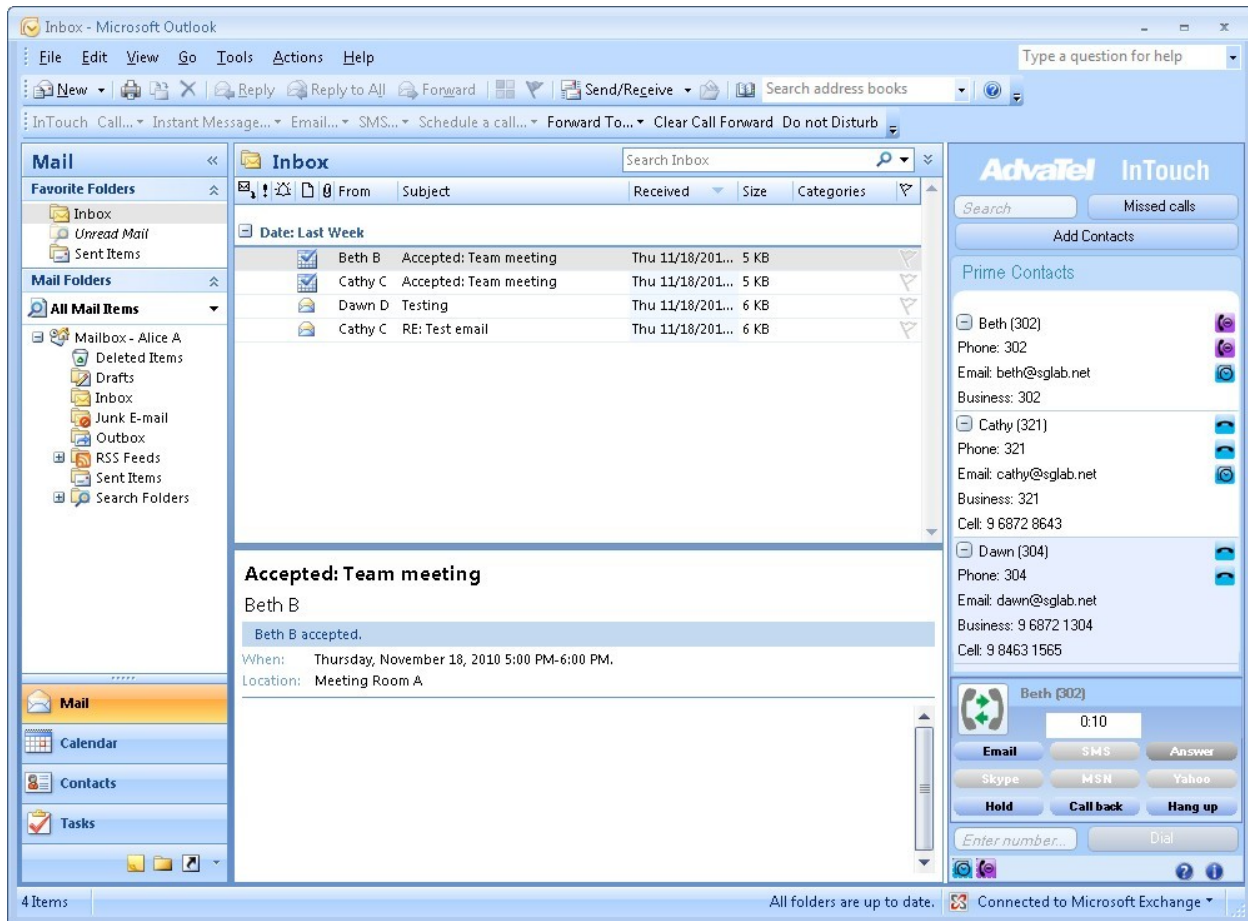 Inbox - Microsoft Outlook
File Edit View Go Tools Actions Help
Type a question for help
New Reply Reply to All Forward Send/Receive Search address books
InTouch Call... Instant Message... Email... SMS... Schedule a call... Forward To... Clear Call Forward Do not Disturb
Mail
Favorite Folders
Inbox
Unread Mail
Sent Items
Mail Folders
All Mail Items
Mailbox - Alice A
Deleted Items
Drafts
Inbox
Junk E-mail
Outbox
RSS Feeds
Sent Items
Search Folders
Mail
Calendar
Contacts
Tasks
Inbox
Search Inbox
From Subject Received Size Categories
Date: Last Week
Beth B Accepted: Team meeting Thu 11/18/201... 5 KB
Cathy C Accepted: Team meeting Thu 11/18/201... 5 KB
Dawn D Testing Thu 11/18/201... 6 KB
Cathy C RE: Test email Thu 11/18/201... 6 KB
Accepted: Team meeting
Beth B
Beth B accepted.
When: Thursday, November 18, 2010 5:00 PM-6:00 PM.
Location: Meeting Room A
AdvaTel InTouch
Search Missed calls
Add Contacts
Prime Contacts
Beth (302)
Phone: 302
Email: beth@sglab.net
Business: 302
Cathy (321)
Phone: 321
Email: cathy@sglab.net
Business: 321
Cell: 9 6872 8643
Dawn (304)
Phone: 304
Email: dawn@sglab.net
Business: 9 6872 1304
Cell: 9 8463 1565
Beth (302)
0:10
Email SMS Answer
Skype MSN Yahoo
Hold Call back Hang up
Enter number... Dial
4 Items
All folders are up to date. Connected to Microsoft Exchange